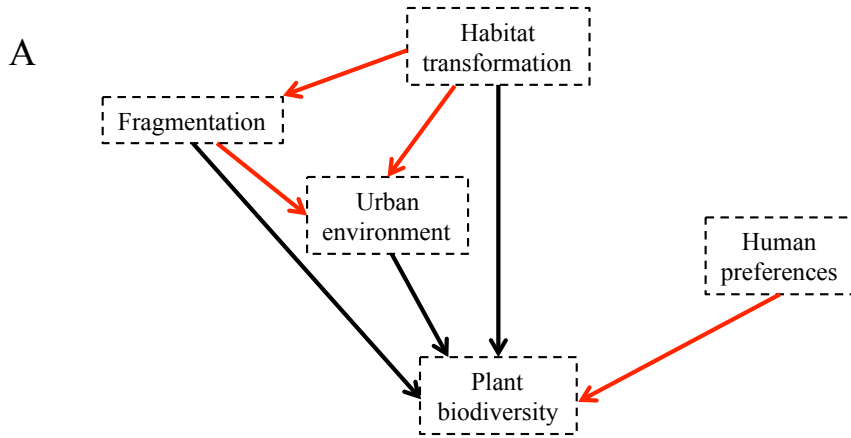 A
Habitat
transformation
Fragmentation
Urban
environment
Human
preferences
Plant
biodiversity